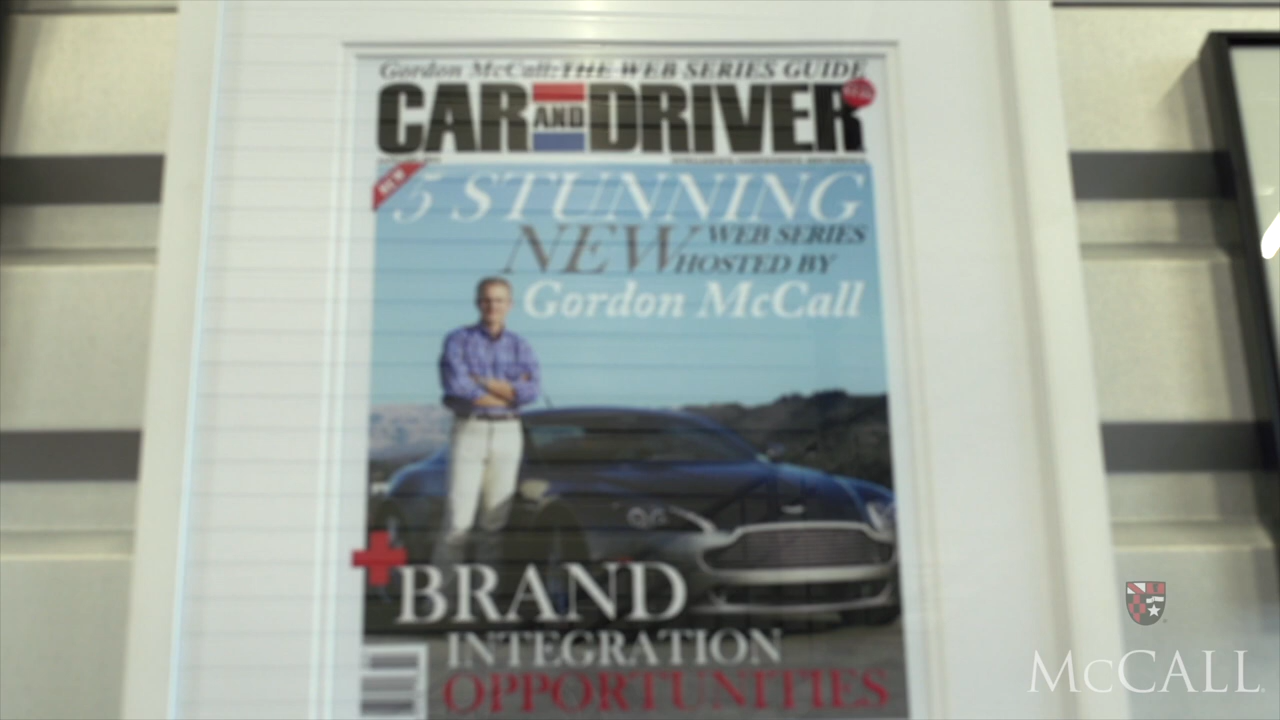 Gordon McCall: THE WEB SERIES GUIDE
CAR AND DRIVER
NEW
5 STUNNING
NEW WEB SERIES
HOSTED BY
Gordon McCall
+BRAND
INTEGRATION
OPPORTUNITIES
McCALL